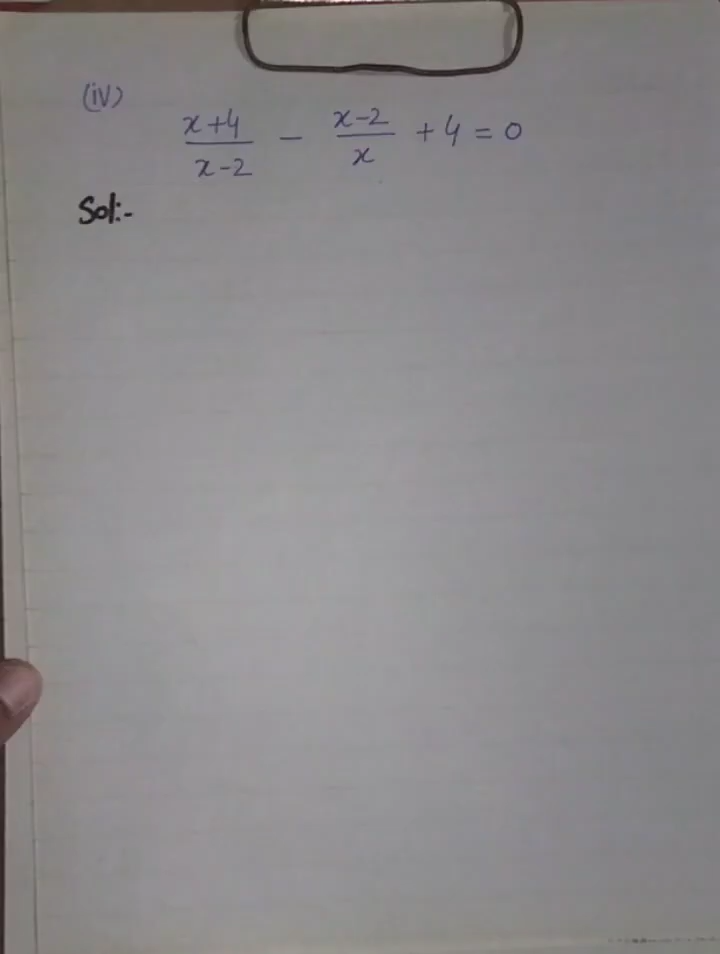 (iv)
x+4/x-2 - x-2/x + 4 = 0
Sol:-